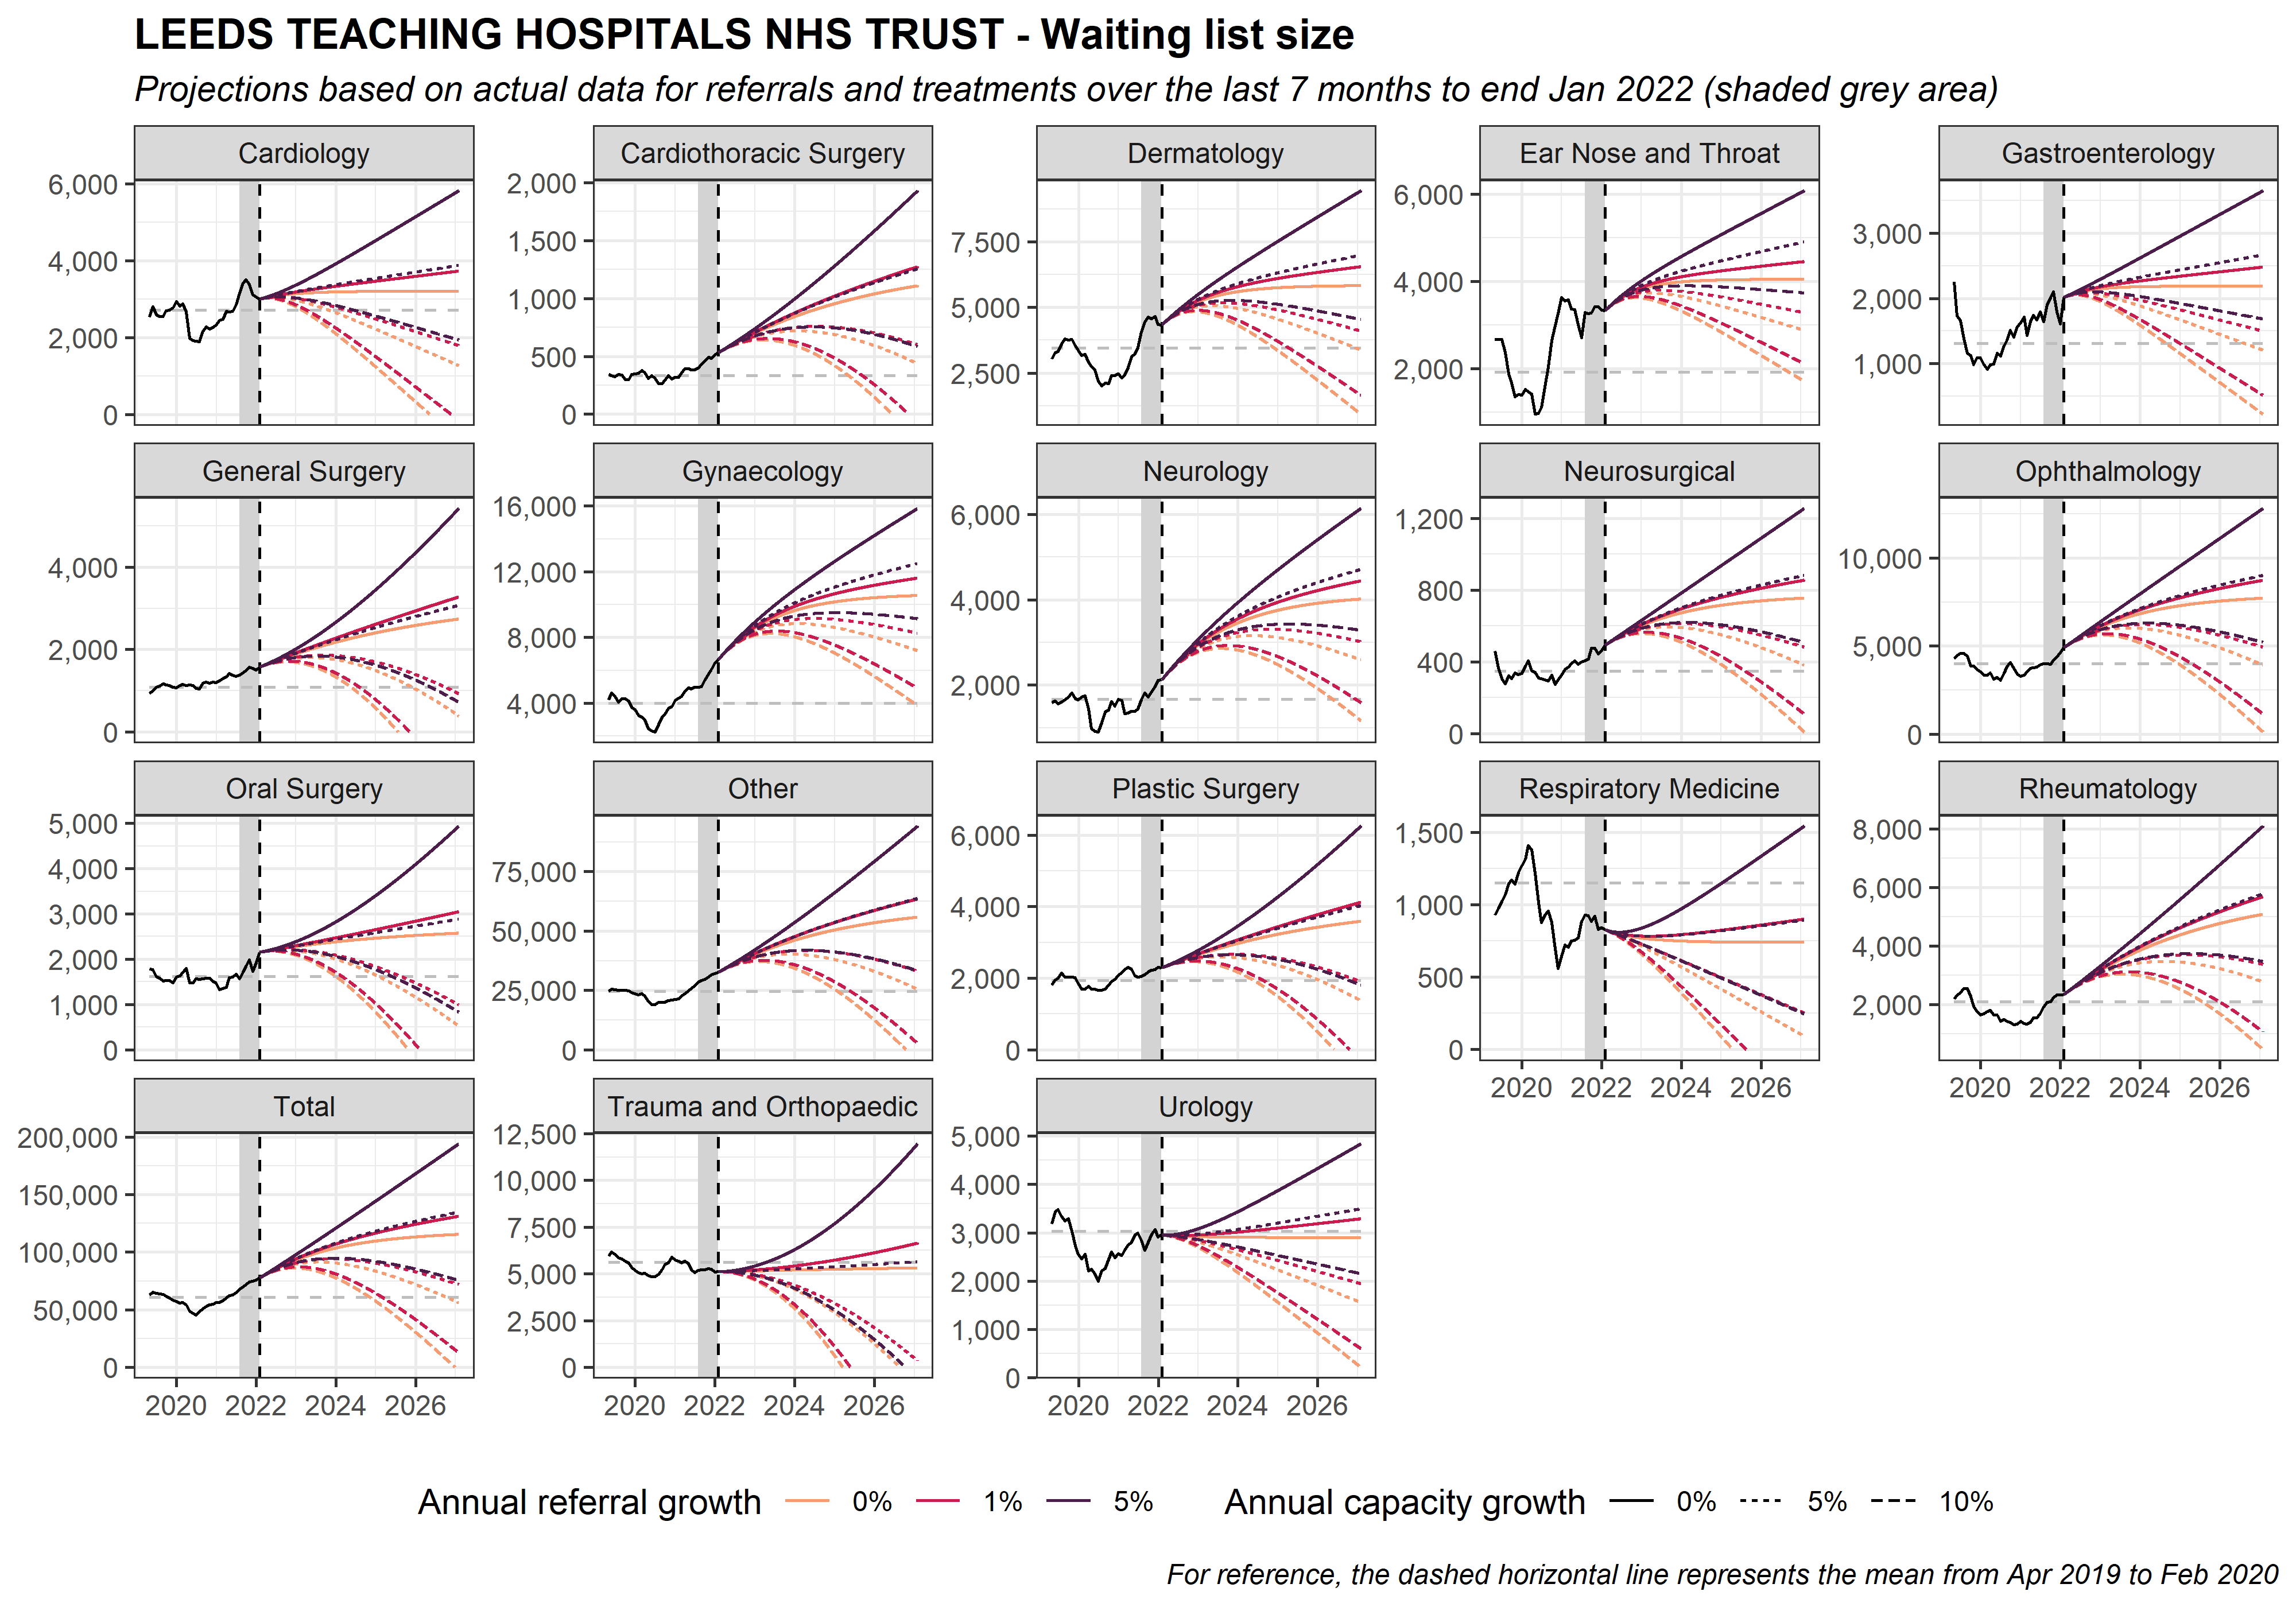 LEEDS TEACHING HOSPITALS NHS TRUST - Waiting list size
Projections based on actual data for referrals and treatments over the last 7 months to end Jan 2022 (shaded grey area)
Cardiology
6,000
4,000
2,000
0
Cardiothoracic Surgery
2,000
1,500
1,000
500
0
Dermatology
7,500
5,000
2,500
Ear Nose and Throat
6,000
4,000
2,000
Gastroenterology
3,000
2,000
1,000
General Surgery
4,000
2,000
0
Gynaecology
16,000
12,000
8,000
4,000
Neurology
6,000
4,000
2,000
Neurosurgical
1,200
800
400
0
Ophthalmology
10,000
5,000
0
Oral Surgery
5,000
4,000
3,000
2,000
1,000
0
Other
75,000
50,000
25,000
0
Plastic Surgery
6,000
4,000
2,000
0
Respiratory Medicine
1,500
1,000
500
0
2020 2022 2024 2026
Rheumatology
8,000
6,000
4,000
2,000
2020 2022 2024 2026
Total
200,000
150,000
100,000
50,000
0
2020 2022 2024 2026
Trauma and Orthopaedic
12,500
10,000
7,500
5,000
2,500
0
2020 2022 2024 2026
Urology
5,000
4,000
3,000
2,000
1,000
0
2020 2022 2024 2026
Annual referral growth 0% 1% 5% Annual capacity growth 0% 5% 10%
For reference, the dashed horizontal line represents the mean from Apr 2019 to Feb 2020